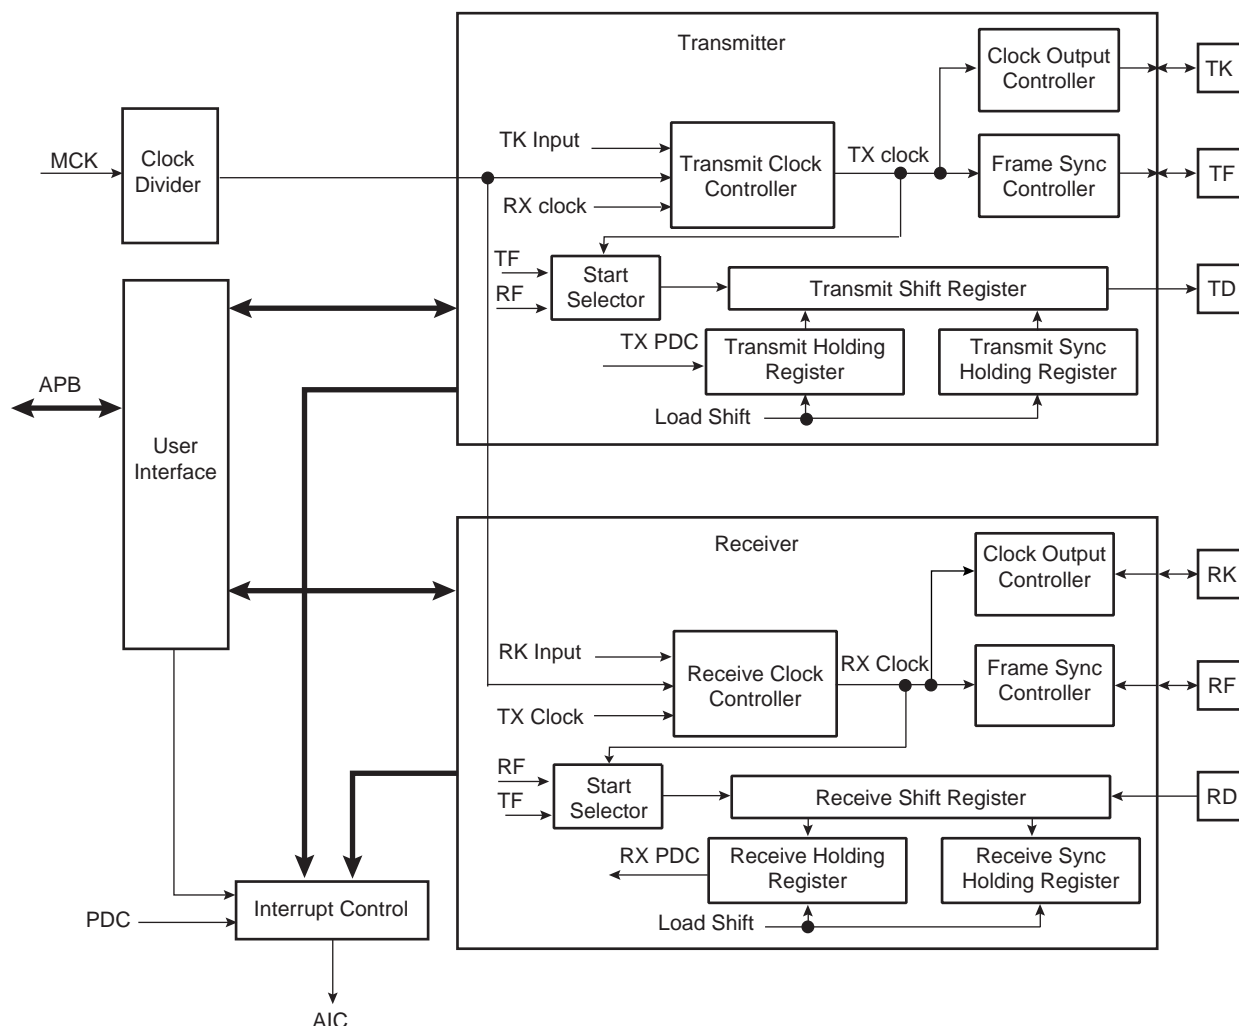 Transmitter
Clock Output
Controller
TK
MCK
Clock
Divider
TK Input
Transmit Clock
Controller
RX clock
TX clock
Frame Sync
Controller
TF
TF
RF
Start
Selector
Transmit Shift Register
TD
TX PDC
Transmit Holding
Register
Transmit Sync
Holding Register
Load Shift
APB
User
Interface
Receiver
Clock Output
Controller
RK
RK Input
Receive Clock
Controller
TX Clock
RX Clock
Frame Sync
Controller
RF
RF
TF
Start
Selector
Receive Shift Register
RD
RX PDC
Receive Holding
Register
Receive Sync
Holding Register
Load Shift
PDC
Interrupt Control
AIC